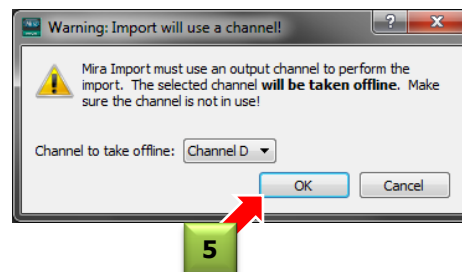 Warning: Import will use a channel!
Mira Import must use an output channel to perform the
import. The selected channel will be taken offline. Make
sure the channel is not in use!
Channel to take offline: Channel D
OK Cancel
5